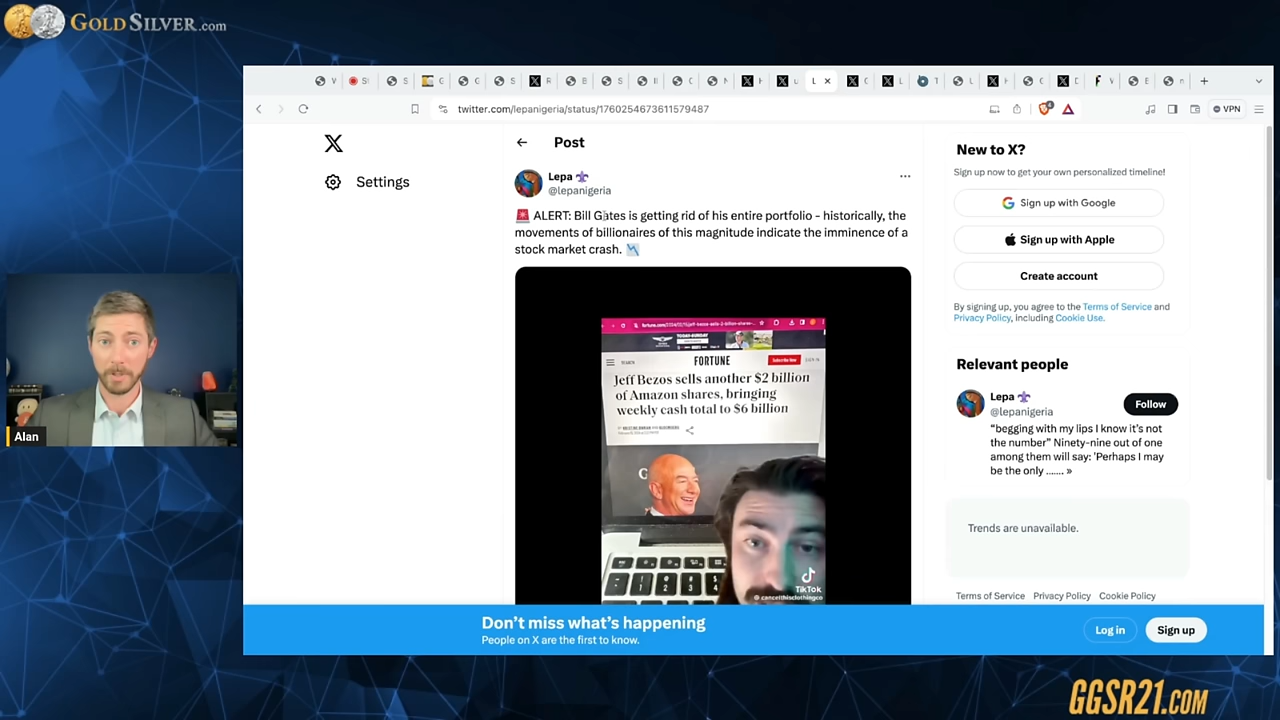 GOLDSILVER.com
twitter.com/lepanigeria/status/1760254673611579487
VPN
Post
Settings
Lepa
@lepanigeria
ALERT: Bill Gates is getting rid of his entire portfolio - historically, the
movements of billionaires of this magnitude indicate the imminence of a
stock market crash.
FORTUNE
Subscribe Now
Jeff Bezos sells another $2 billion
of Amazon shares, bringing
weekly cash total to $6 billion
TikTok
@cancelthisclothingco
New to X?
Sign up now to get your own personalized timeline!
Sign up with Google
Sign up with Apple
Create account
By signing up, you agree to the Terms of Service and
Privacy Policy, including Cookie Use.
Relevant people
Lepa
@lepanigeria
Follow
“begging with my lips I know it’s not
the number” Ninety-nine out of one
among them will say: ‘Perhaps I may
be the only ....... »
Trends are unavailable.
Terms of Service Privacy Policy Cookie Policy
Don’t miss what’s happening
People on X are the first to know.
Log in
Sign up
Alan
GGSR21.COM